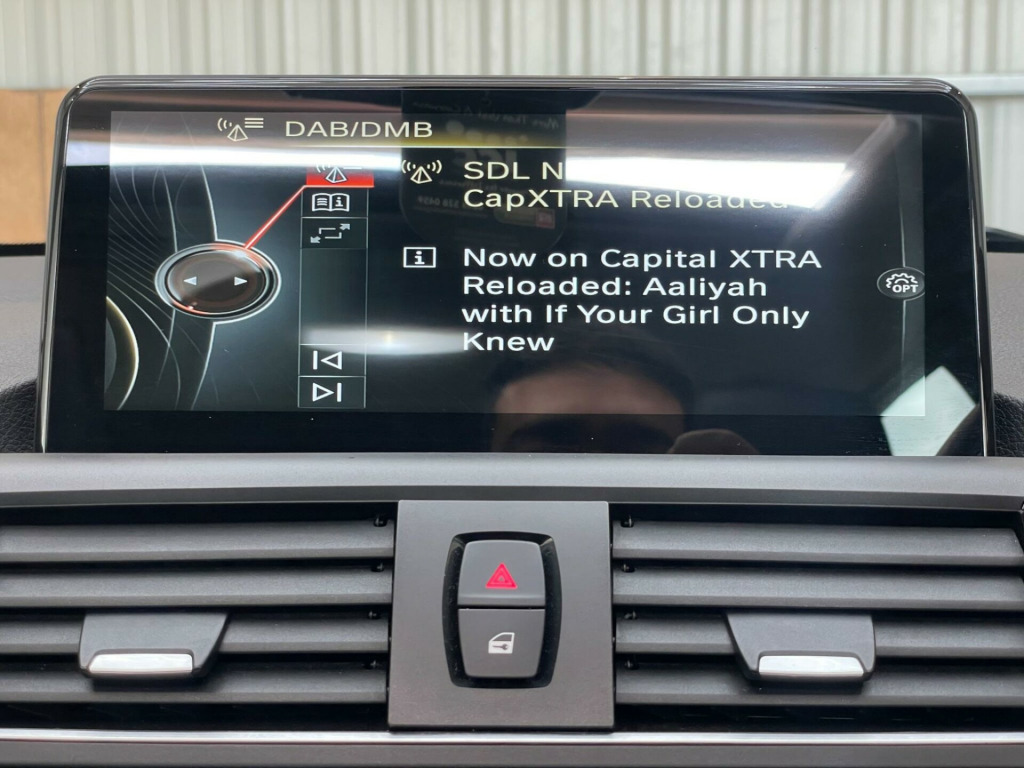 DAB/DMB
SDL N
CapXTRA Reloaded
Now on Capital XTRA
Reloaded: Aaliyah
with If Your Girl Only
Knew
OPT